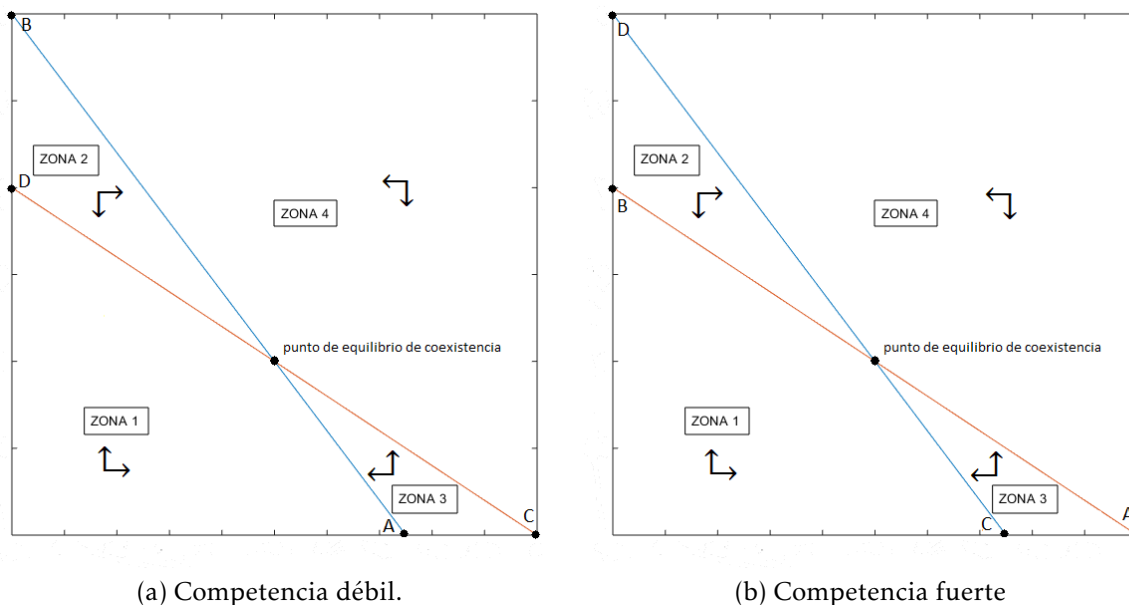 B
ZONA 2
D
ZONA 4
punto de equilibrio de coexistencia
ZONA 1
ZONA 3
A
C
(a) Competencia débil.
D
ZONA 2
B
ZONA 4
punto de equilibrio de coexistencia
ZONA 1
ZONA 3
C
A
(b) Competencia fuerte